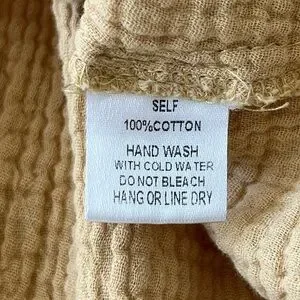 SELF
100%COTTON
HAND WASH
WITH COLD WATER
DO NOT BLEACH
HANG OR LINE DRY